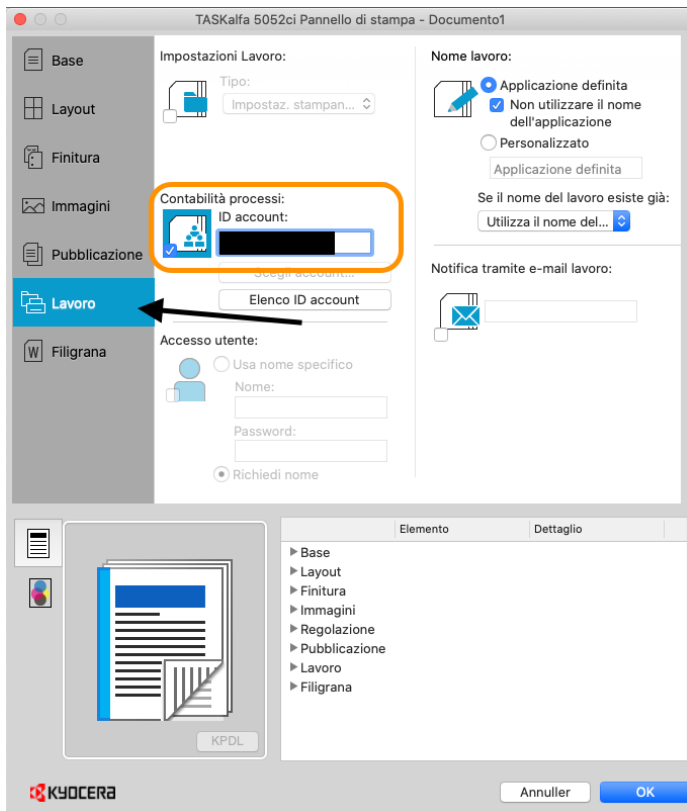 TASKalfa 5052ci Pannello di stampa - Documento1
Base
Layout
Finitura
Immagini
Pubblicazione
Lavoro
Filigrana
Impostazioni Lavoro:
Tipo:
Impostaz. stampan...
Contabilità processi:
ID account:
Scegli account...
Elenco ID account
Accesso utente:
Usa nome specifico
Nome:
Password:
Richiedi nome
Nome lavoro:
Applicazione definita
Non utilizzare il nome
dell'applicazione
Personalizzato
Applicazione definita
Se il nome del lavoro esiste già:
Utilizza il nome del...
Notifica tramite e-mail lavoro:
Elemento Dettaglio
Base
Layout
Finitura
Immagini
Regolazione
Pubblicazione
Lavoro
Filigrana
KPDL
KYOCERA
Annuller
OK